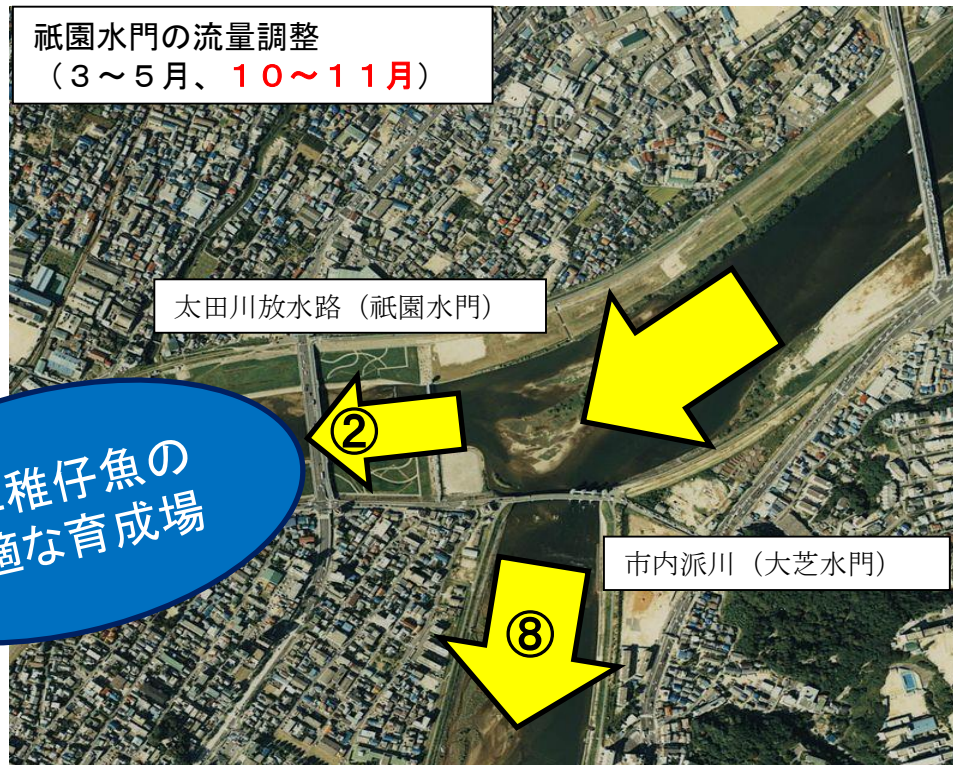 祇園水門の流量調整
（３～５月、１０～１１月）
太田川放水路（祇園水門）
②
稚仔魚の
適な育成場
市内派川（大芝水門）
⑧